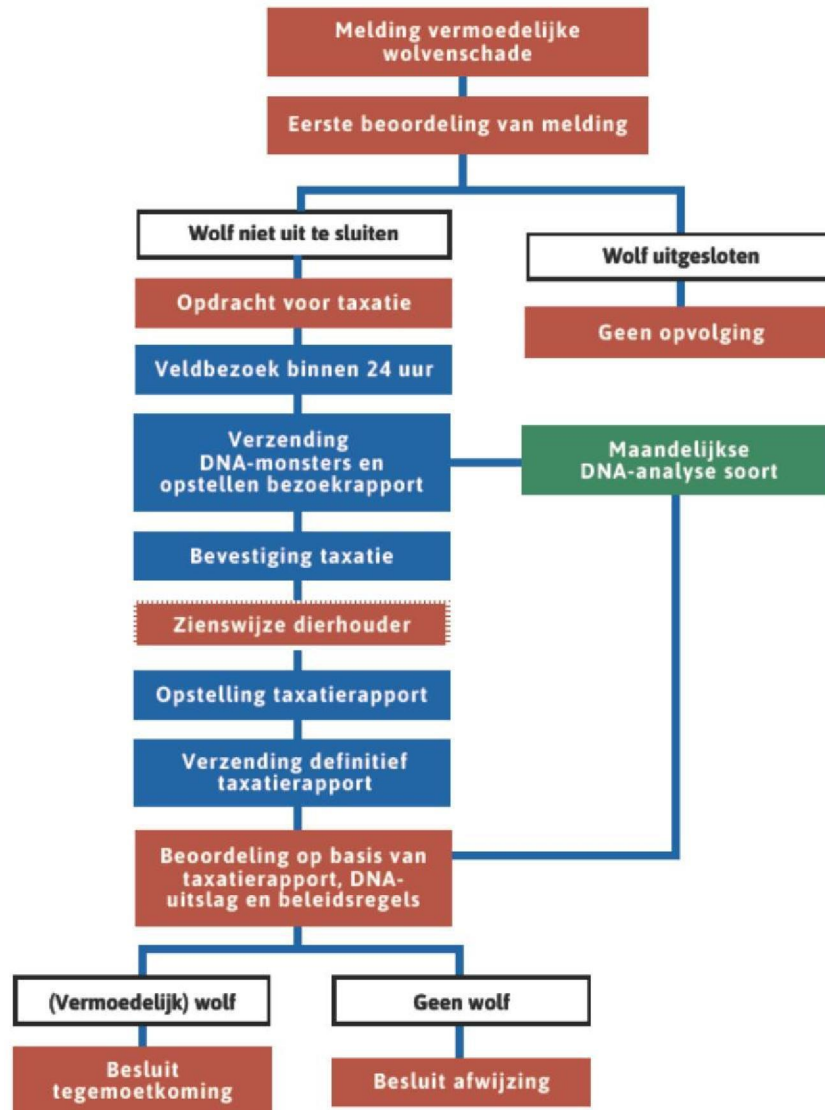 Melding vermoedelijke
wolvenschade
Eerste beoordeling van melding
Wolf niet uit te sluiten
Wolf uitgesloten
Opdracht voor taxatie
Geen opvolging
Veldbezoek binnen 24 uur
Verzending
DNA-monsters en
opstellen bezoekrapport
Maandelijkse
DNA-analyse soort
Bevestiging taxatie
Zienswijze dierhouder
Opstelling taxatierapport
Verzending definitief
taxatierapport
Beoordeling op basis van
taxatierapport, DNA-
uitslag en beleidsregels
(Vermoedelijk) wolf
Geen wolf
Besluit
tegemoetkoming
Besluit afwijzing